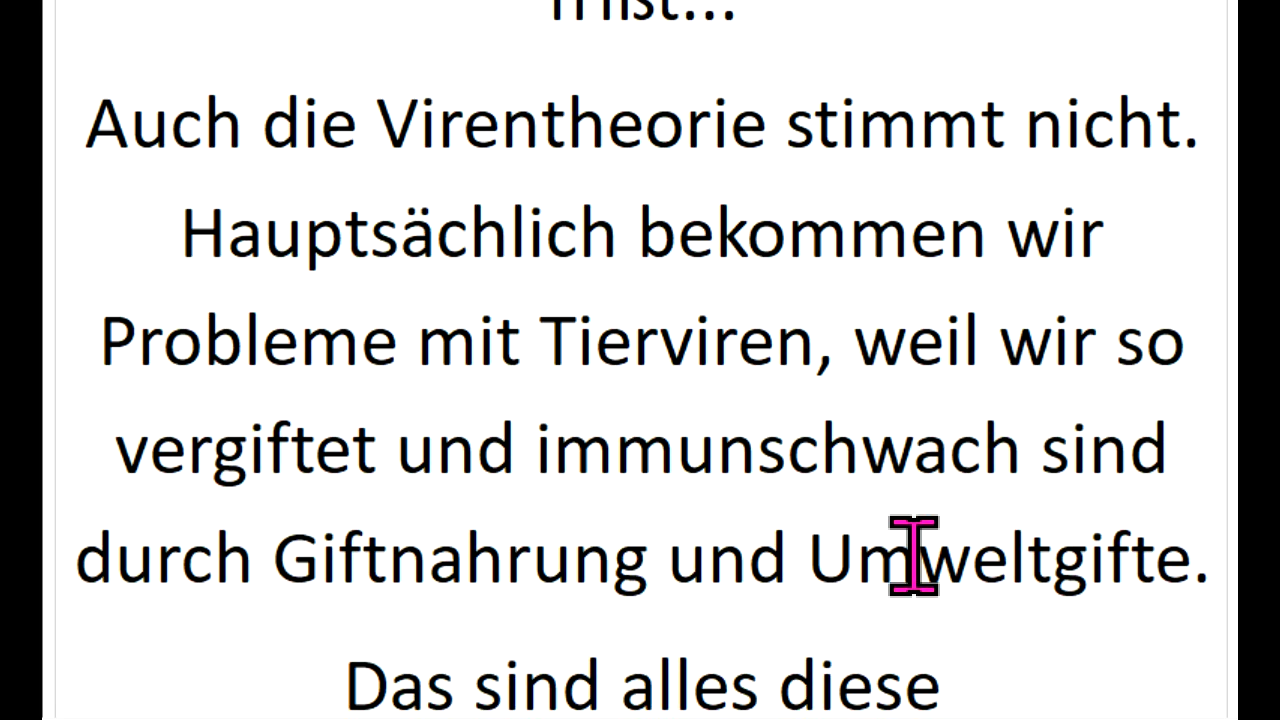 Auch die Virentheorie stimmt nicht.
Hauptsächlich bekommen wir
Probleme mit Tierviren, weil wir so
vergiftet und immunschwach sind
durch Giftnahrung und Umweltgifte.
Das sind alles diese